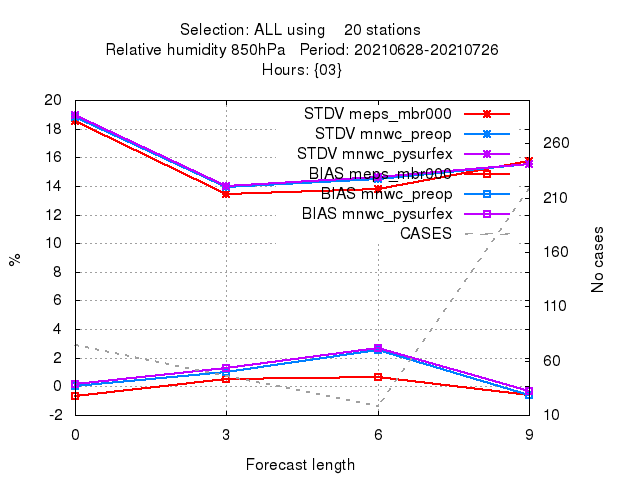 Selection: ALL using 20 stations
Relative humidity 850hPa Period: 20210628-20210726
Hours: {03}
STDV meps_mbr000
STDV mnwc_preop
STDV mnwc_pysurfex
BIAS meps_mbr000
BIAS mnwc_preop
BIAS mnwc_pysurfex
CASES
20
18
16
14
12
10
8
6
4
2
0
-2
%
260
210
160
110
60
10
No cases
0 3 6 9
Forecast length